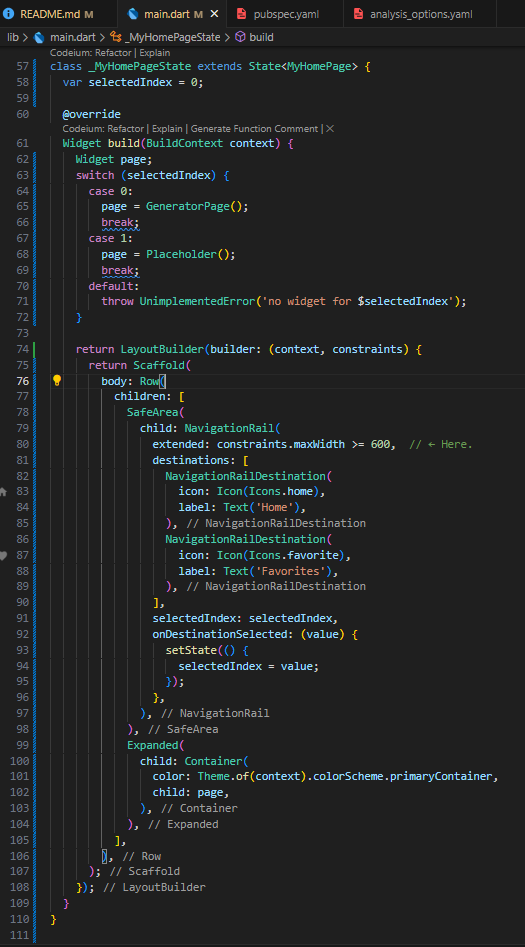 README.md M
main.dart M ×
pubspec.yaml
analysis_options.yaml
lib > main.dart > _MyHomePageState > build
Codeium: Refactor | Explain
57 class _MyHomePageState extends State<MyHomePage> {
58   var selectedIndex = 0;
59
60   @override
Codeium: Refactor | Explain | Generate Function Comment | ×
61   Widget build(BuildContext context) {
62     Widget page;
63     switch (selectedIndex) {
64       case 0:
65         page = GeneratorPage();
66         break;
67       case 1:
68         page = Placeholder();
69         break;
70       default:
71         throw UnimplementedError('no widget for $selectedIndex');
72     }
73
74     return LayoutBuilder(builder: (context, constraints) {
75       return Scaffold(
76         body: Row(
77           children: [
78             SafeArea(
79               child: NavigationRail(
80                 extended: constraints.maxWidth >= 600,  // ← Here.
81                 destinations: [
82                   NavigationRailDestination(
83                     icon: Icon(Icons.home),
84                     label: Text('Home'),
85                   ), // NavigationRailDestination
86                   NavigationRailDestination(
87                     icon: Icon(Icons.favorite),
88                     label: Text('Favorites'),
89                   ), // NavigationRailDestination
90                 ],
91                 selectedIndex: selectedIndex,
92                 onDestinationSelected: (value) {
93                   setState(() {
94                     selectedIndex = value;
95                   });
96                 },
97               ), // NavigationRail
98             ), // SafeArea
99             Expanded(
100               child: Container(
101                 color: Theme.of(context).colorScheme.primaryContainer,
102                 child: page,
103               ), // Container
104             ), // Expanded
105           ],
106         ), // Row
107       ); // Scaffold
108     }); // LayoutBuilder
109   }
110 }
111